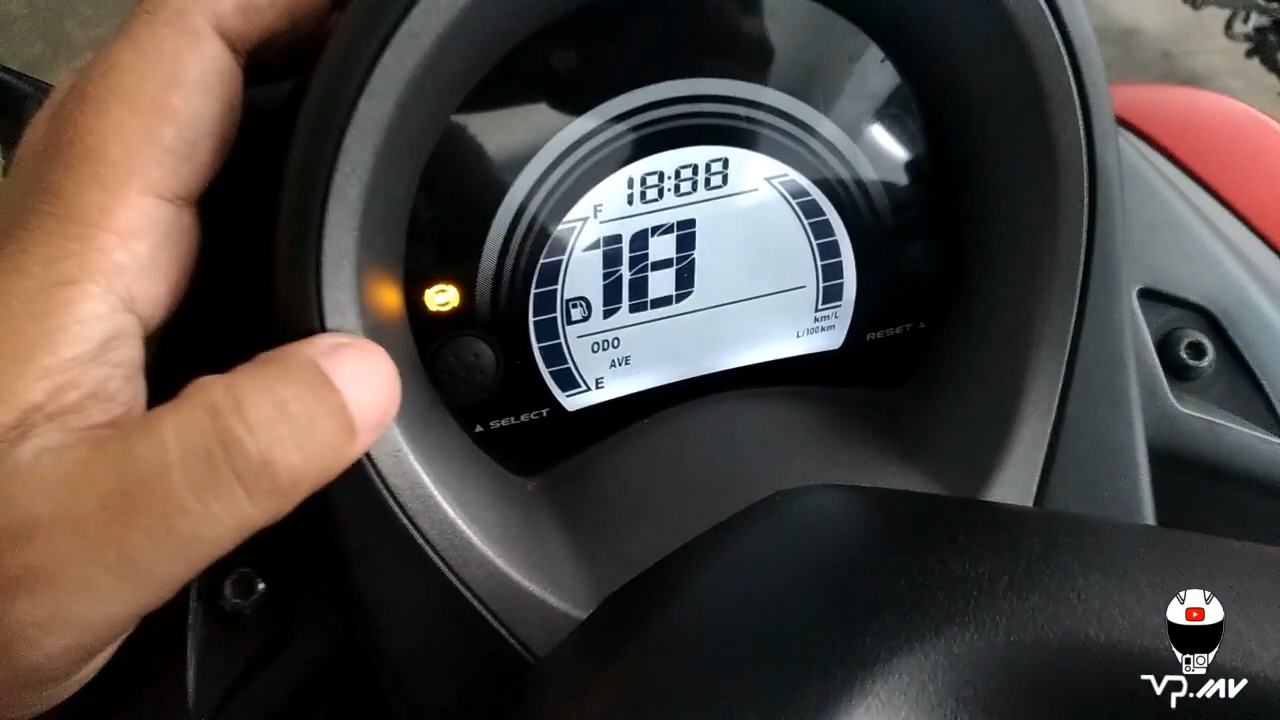 18:88
F
18
km/L
L/100km
ODO
AVE
E
RESET ▲
▲ SELECT
VP.MV